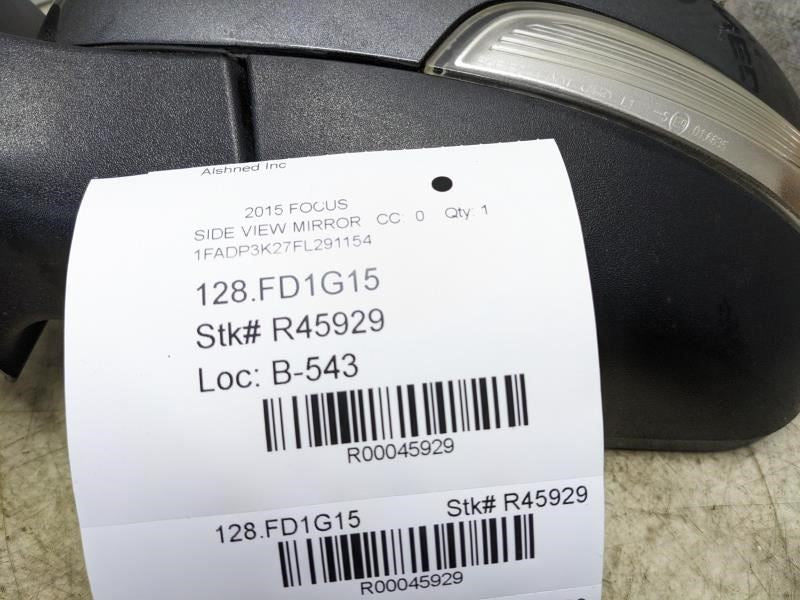 Alshned Inc
2015 FOCUS
SIDE VIEW MIRROR CC: 0 Qty: 1
1FADP3K27FL291154
128.FD1G15
Stk# R45929
Loc: B-543
R00045929
128.FD1G15 Stk# R45929
R00045929